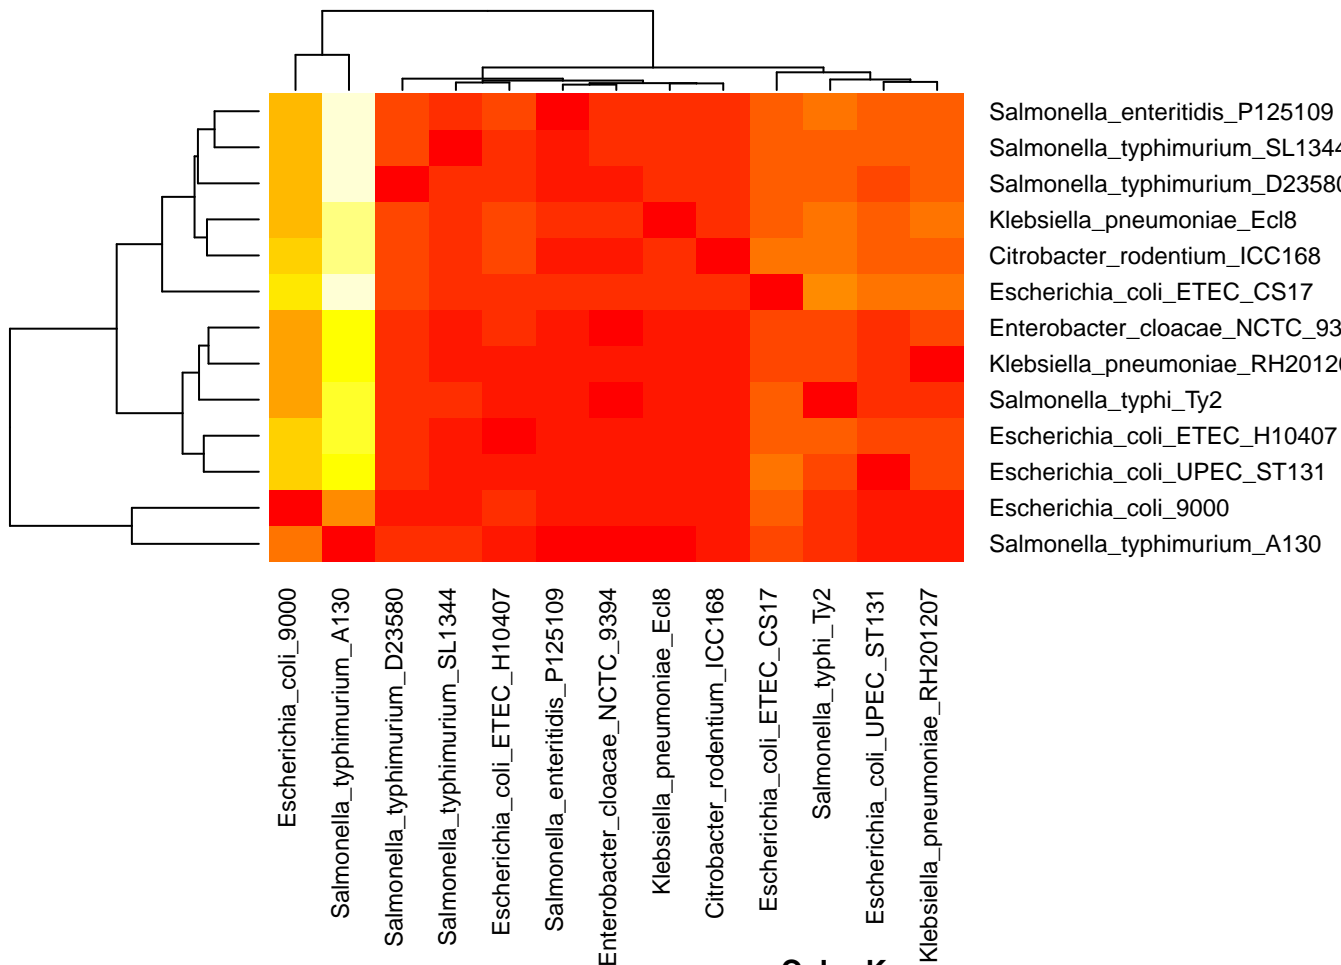 Salmonella_enteritidis_P125109
Salmonella_typhimurium_SL1344
Salmonella_typhimurium_D23580
Klebsiella_pneumoniae_Ecl8
Citrobacter_rodentium_ICC168
Escherichia_coli_ETEC_CS17
Enterobacter_cloacae_NCTC_93
Klebsiella_pneumoniae_RH20120
Salmonella_typhi_Ty2
Escherichia_coli_ETEC_H10407
Escherichia_coli_UPEC_ST131
Escherichia_coli_9000
Salmonella_typhimurium_A130
Escherichia_coli_9000
Salmonella_typhimurium_A130
Salmonella_typhimurium_D23580
Salmonella_typhimurium_SL1344
Escherichia_coli_ETEC_H10407
Salmonella_enteritidis_P125109
Enterobacter_cloacae_NCTC_9394
Klebsiella_pneumoniae_Ecl8
Citrobacter_rodentium_ICC168
Escherichia_coli_ETEC_CS17
Salmonella_typhi_Ty2
Escherichia_coli_UPEC_ST131
Klebsiella_pneumoniae_RH201207